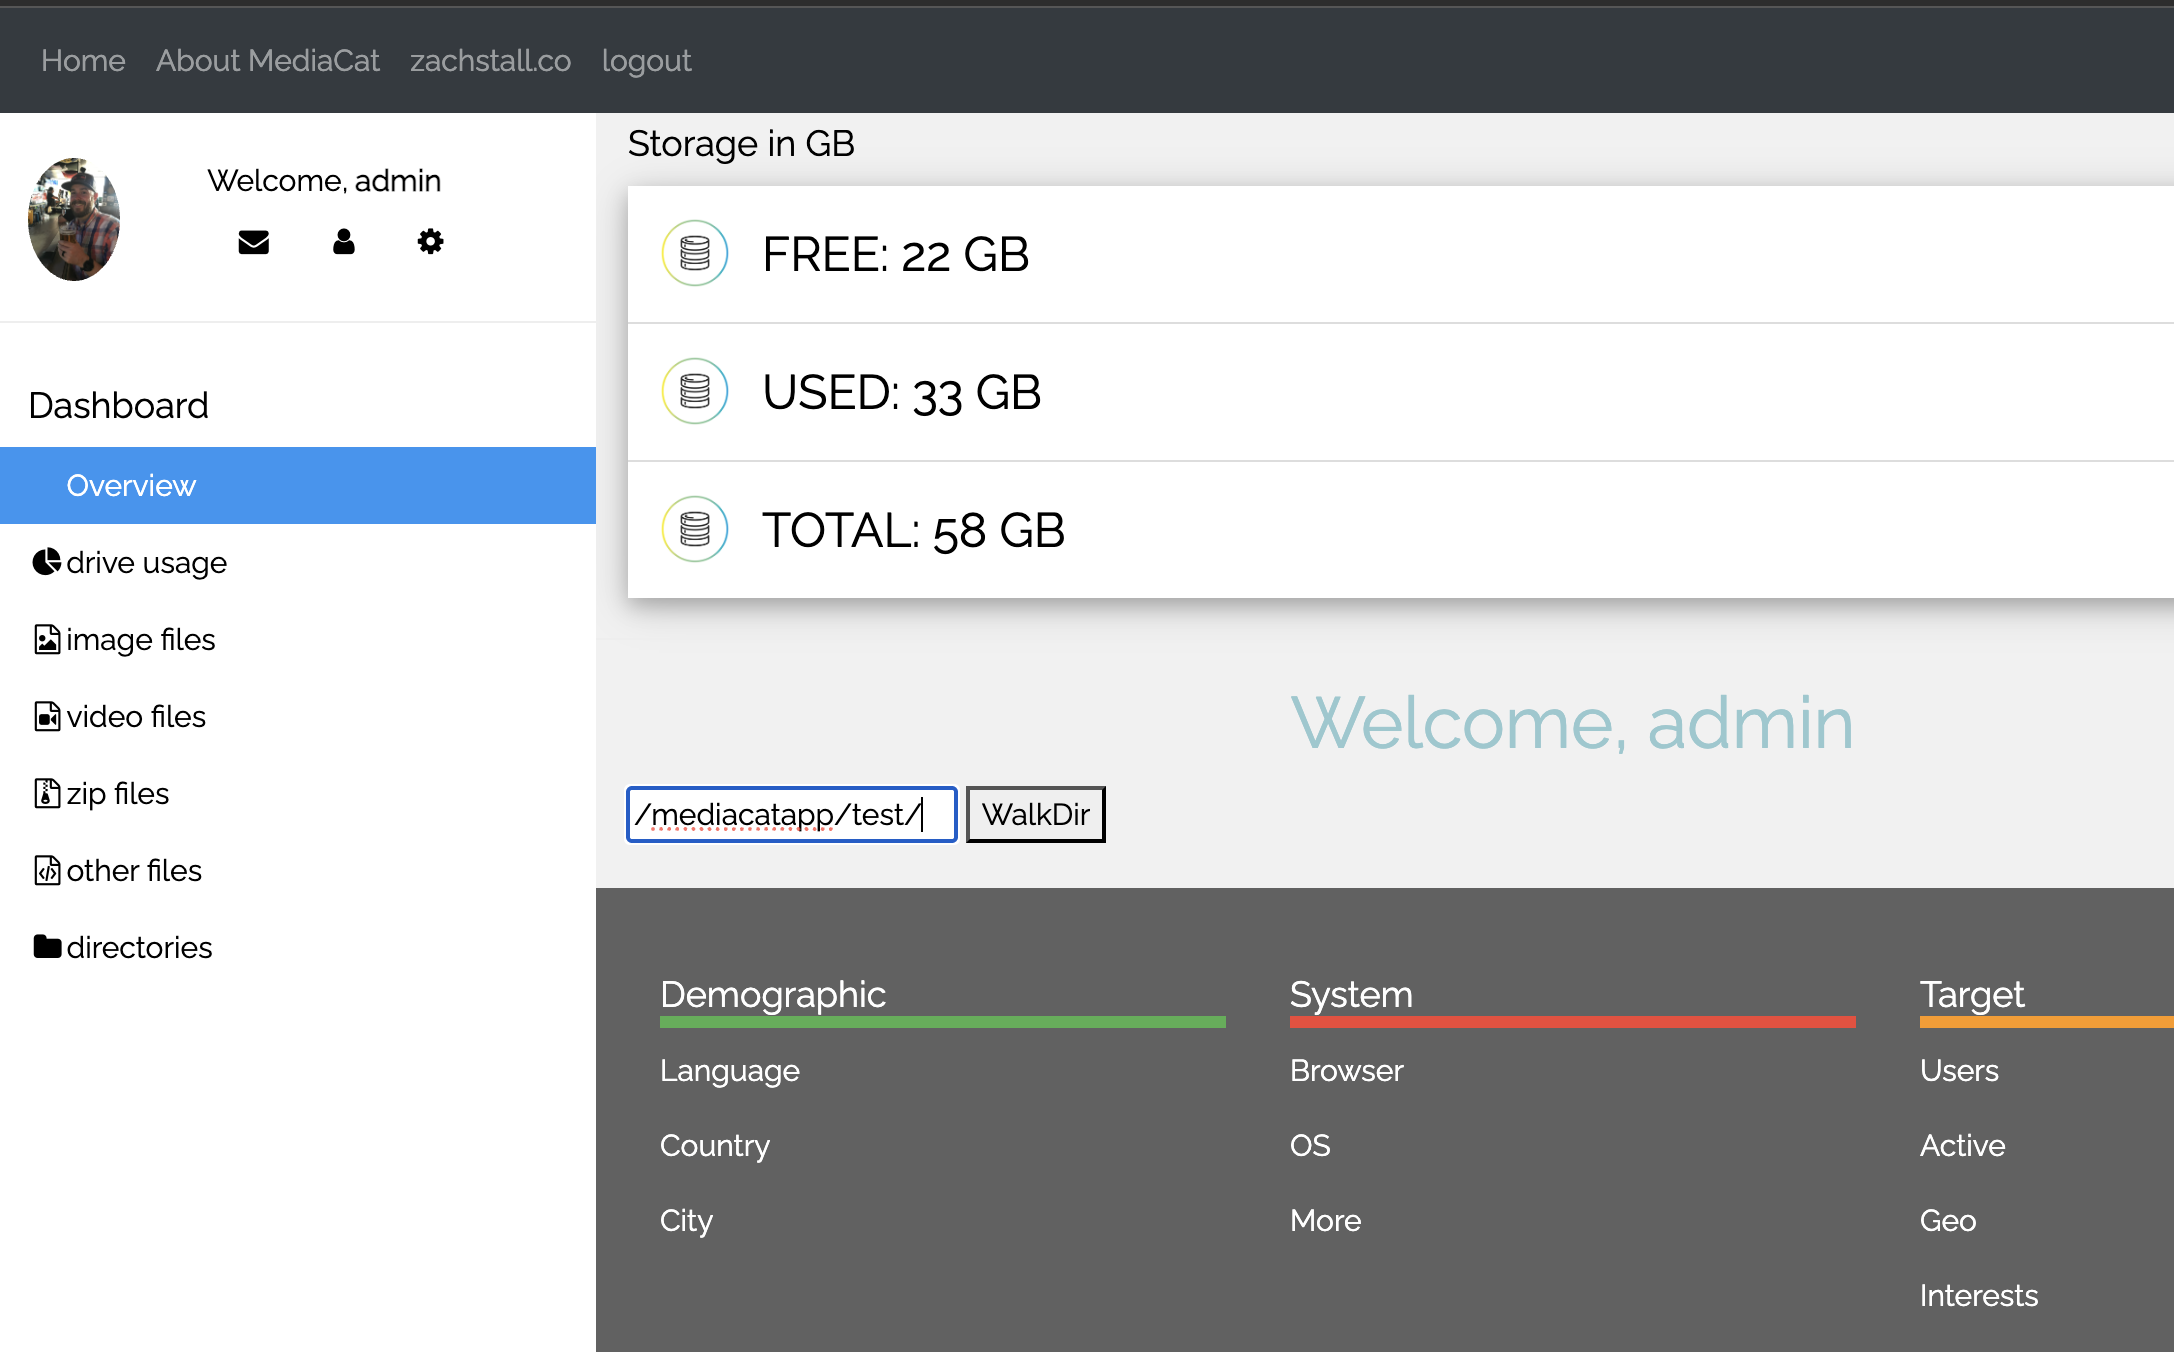 Home About MediaCat zachstall.co logout
Welcome, admin
Dashboard
Overview
drive usage
image files
video files
zip files
other files
directories
Storage in GB
FREE: 22 GB
USED: 33 GB
TOTAL: 58 GB
Welcome, admin
/mediacatapp/test/ WalkDir
Demographic
Language
Country
City
System
Browser
OS
More
Target
Users
Active
Geo
Interests